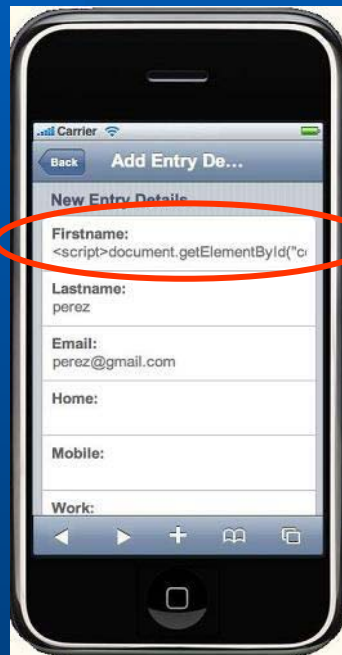 Carrier
Back
Add Entry De...
New Entry Details
Firstname:
<script>document.getElementById("c
Lastname:
perez
Email:
perez@gmail.com
Home:
Mobile:
Work: